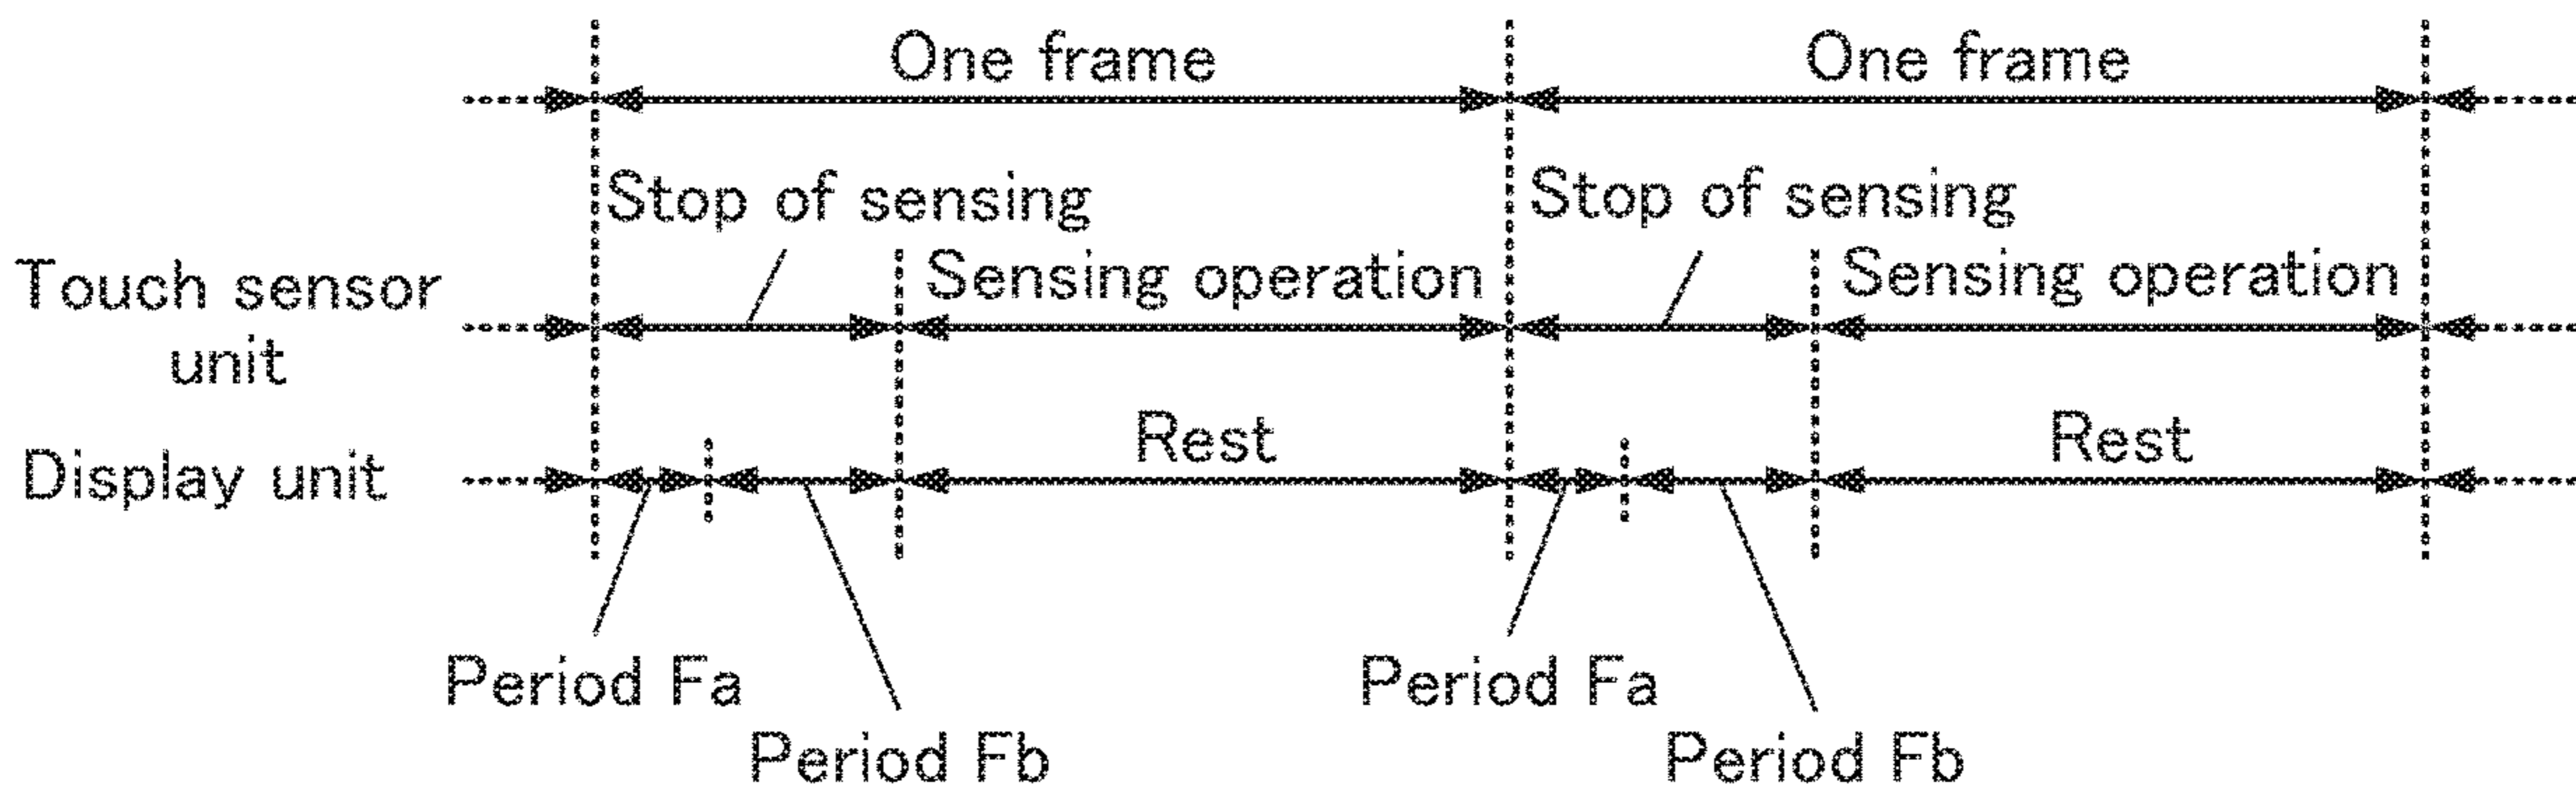 One frame
One frame
Stop of sensing
Stop of sensing
Touch sensor
unit
Sensing operation
Sensing operation
Display unit
Rest
Rest
Period Fa
Period Fb
Period Fa
Period Fb